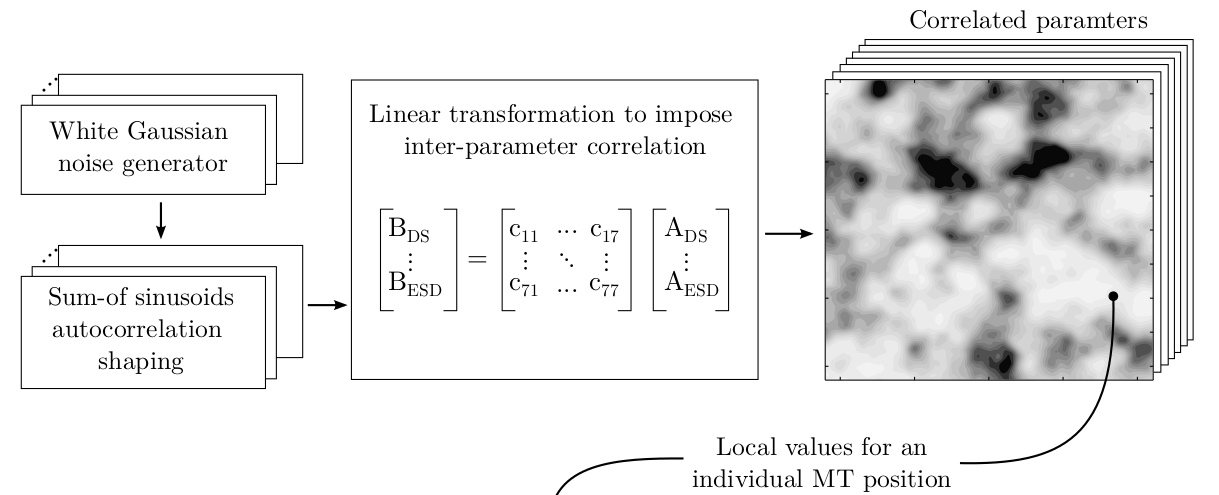 Correlated paramters
White Gaussian
noise generator
Sum-of sinusoids
autocorrelation
shaping
Linear transformation to impose
inter-parameter correlation
B_DS = c_11 ... c_17 A_DS
⋮ ⋮ ⋱ ⋮ ⋮
B_ESD c_71 ... c_77 A_ESD
Local values for an
individual MT position